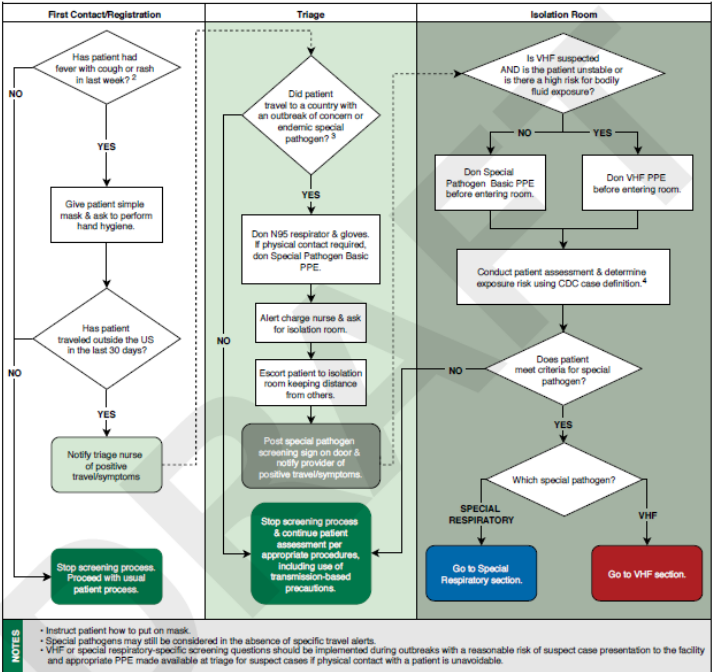 First Contact/Registration
Has patient had
fever with cough or rash
in last week? 2
NO
YES
Give patient simple
mask & ask to perform
hand hygiene.
Has patient
traveled outside the US
in the last 30 days?
NO
YES
Notify triage nurse
of positive
travel/symptoms
Stop screening process.
Proceed with usual
patient process.
Triage
Did patient
travel to a country with
an outbreak of concern or
endemic special
pathogen? 3
YES
Don N95 respirator & gloves.
If physical contact required,
don Special Pathogen Basic
PPE.
NO
Alert charge nurse & ask
for isolation room.
Escort patient to isolation
room keeping distance
from others.
Post special pathogen
screening sign on door &
notify provider of
positive travel/symptoms.
Stop screening process
& continue patient
assessment per
appropriate procedures,
including use of
transmission-based
precautions.
Isolation Room
Is VHF suspected
AND is the patient unstable or
is there a high risk for bodily
fluid exposure?
NO
YES
Don Special
Pathogen Basic PPE
before entering room.
Don VHF PPE
before entering room.
Conduct patient assessment & determine
exposure risk using CDC case definition.4
Does patient
meet criteria for special
pathogen?
NO
YES
Which special pathogen?
SPECIAL
RESPIRATORY
VHF
Go to Special
Respiratory section.
Go to VHF section.
NOTES
• Instruct patient how to put on mask.
• Special pathogens may still be considered in the absence of specific travel alerts.
• VHF or special respiratory-specific screening questions should be implemented during outbreaks with a reasonable risk of suspect case presentation to the facility
and appropriate PPE made available at triage for suspect cases if physical contact with a patient is unavoidable.
DRAFT